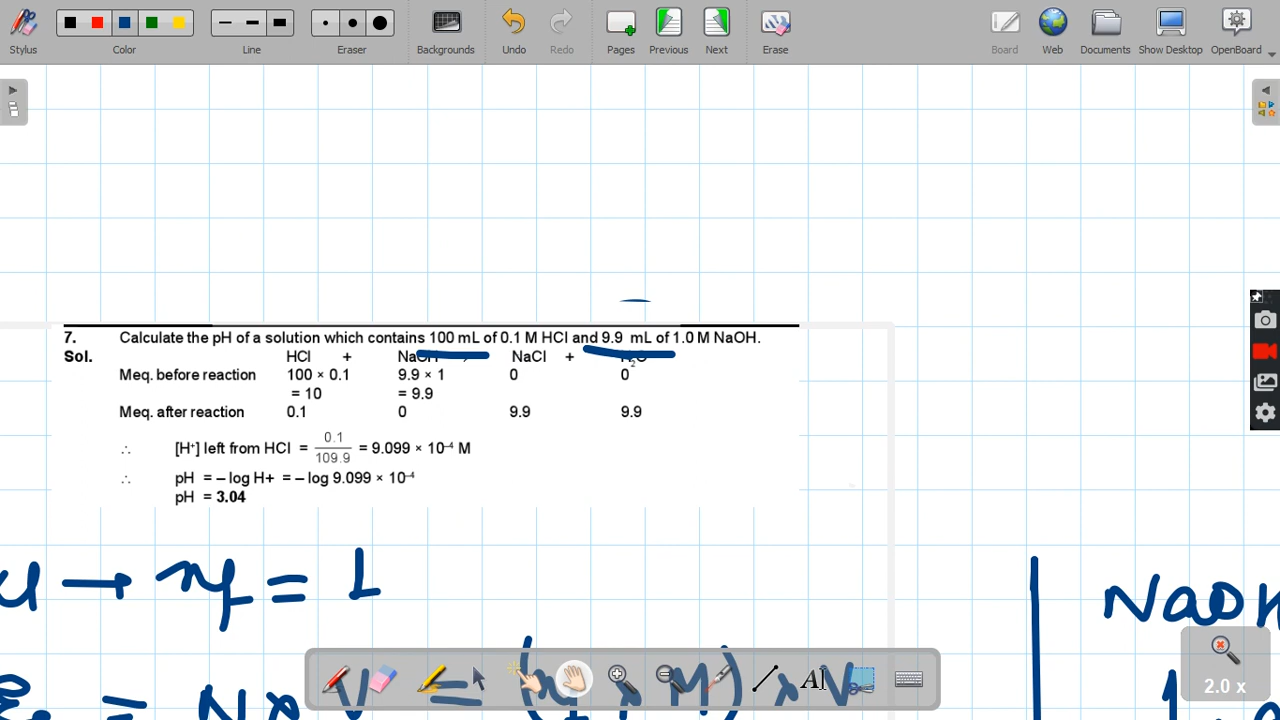 Stylus Color Line Eraser Backgrounds Undo Redo Pages Previous Next Erase Board Web Documents Show Desktop OpenBoard
7. Calculate the pH of a solution which contains 100 mL of 0.1 M HCl and 9.9 mL of 1.0 M NaOH.
Sol. HCl + NaOH → NaCl + H2O
Meq. before reaction 100 × 0.1 9.9 × 1 0 0
= 10 = 9.9
Meq. after reaction 0.1 0 9.9 9.9
∴ [H⁺] left from HCl = 0.1/109.9 = 9.099 × 10⁻⁴ M
∴ pH = – log H+ = – log 9.099 × 10⁻⁴
pH = 3.04
→ nf = 1
NaOH
= N× V = (nf × M) × V
2.0 x